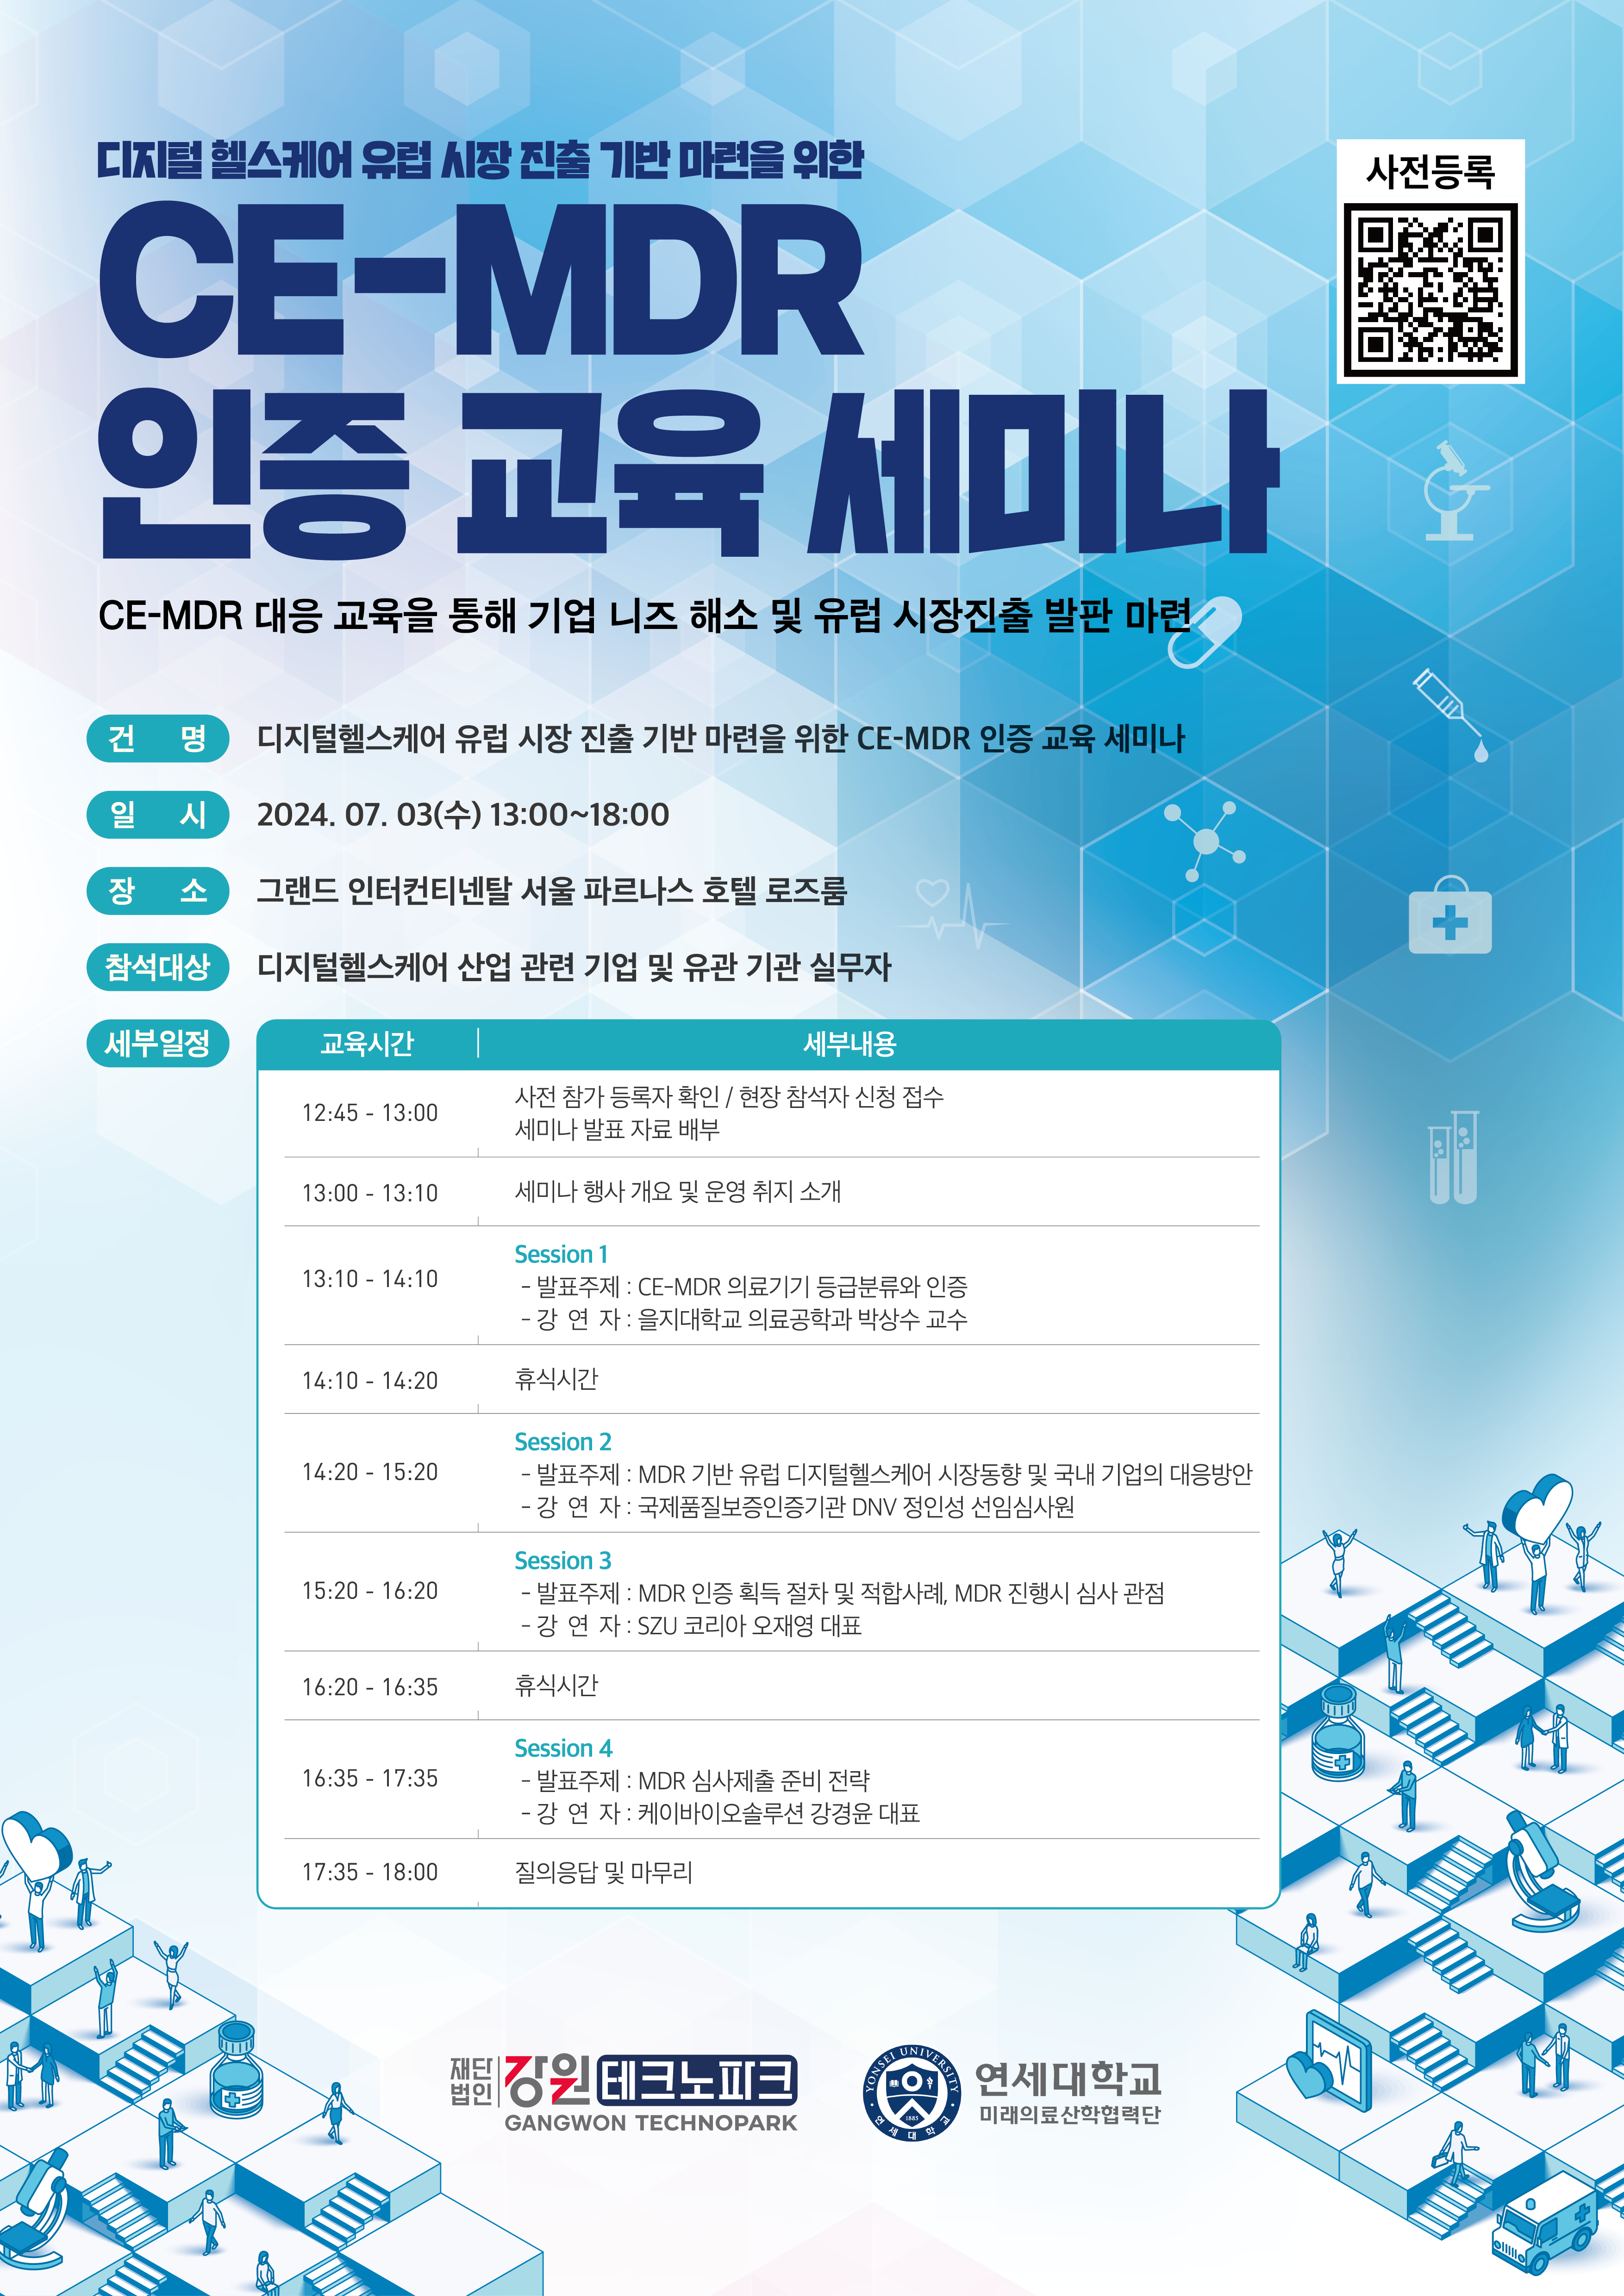 디지털 헬스케어 유럽 시장 진출 기반 마련을 위한
사전등록
CE-MDR
인증 교육 세미나
CE-MDR 대응 교육을 통해 기업 니즈 해소 및 유럽 시장진출 발판 마련
건 명 디지털헬스케어 유럽 시장 진출 기반 마련을 위한 CE-MDR 인증 교육 세미나
일 시 2024. 07. 03(수) 13:00~18:00
장 소 그랜드 인터컨티넨탈 서울 파르나스 호텔 로즈룸
참석대상 디지털헬스케어 산업 관련 기업 및 유관 기관 실무자
세부일정
교육시간 세부내용
12:45 - 13:00 사전 참가 등록자 확인 / 현장 참석자 신청 접수
세미나 발표 자료 배부
13:00 - 13:10 세미나 행사 개요 및 운영 취지 소개
13:10 - 14:10 Session 1
- 발표주제 : CE-MDR 의료기기 등급분류와 인증
- 강 연 자 : 을지대학교 의료공학과 박상수 교수
14:10 - 14:20 휴식시간
14:20 - 15:20 Session 2
- 발표주제 : MDR 기반 유럽 디지털헬스케어 시장동향 및 국내 기업의 대응방안
- 강 연 자 : 국제품질보증인증기관 DNV 정인성 선임심사원
15:20 - 16:20 Session 3
- 발표주제 : MDR 인증 획득 절차 및 적합사례, MDR 진행시 심사 관점
- 강 연 자 : SZU 코리아 오재영 대표
16:20 - 16:35 휴식시간
16:35 - 17:35 Session 4
- 발표주제 : MDR 심사제출 준비 전략
- 강 연 자 : 케이바이오솔루션 강경윤 대표
17:35 - 18:00 질의응답 및 마무리
재단법인 강원테크노파크
GANGWON TECHNOPARK
YONSEI UNIVERSITY
1885
연세대학교
연세대학교
미래의료산학협력단